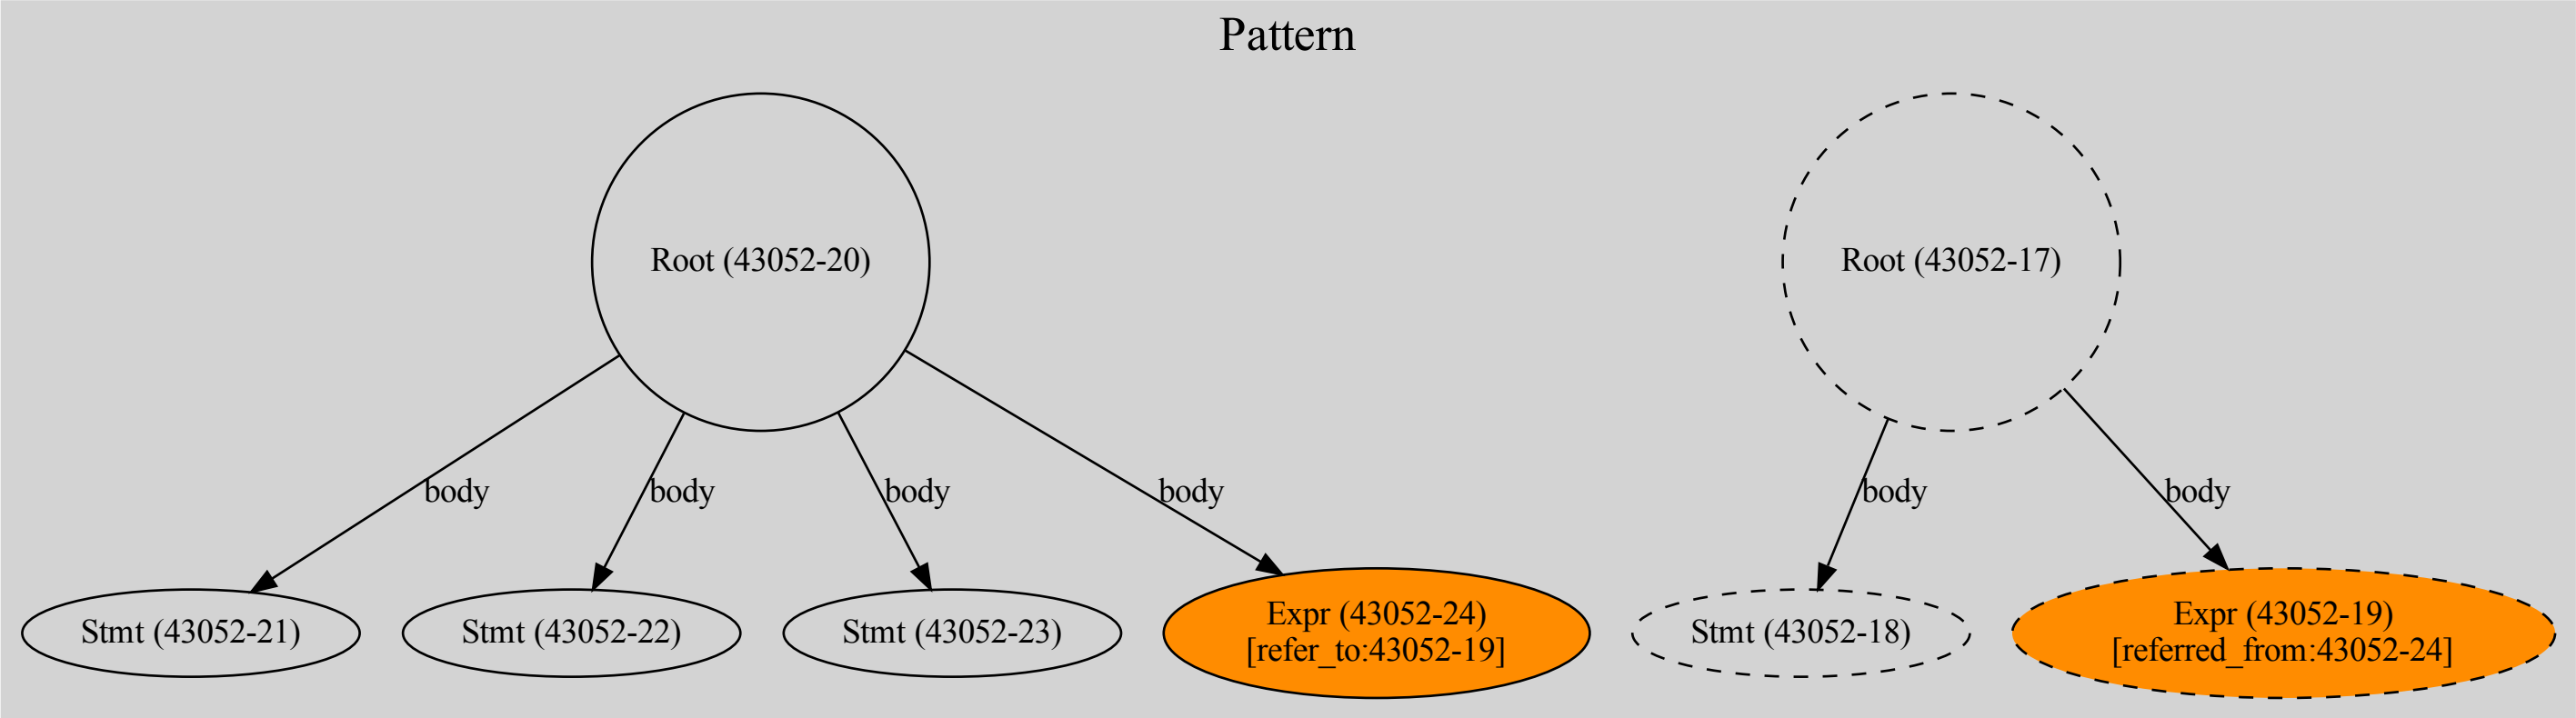 Pattern
Root (43052-20)
Root (43052-17)
body
body
body
body
body
body
Stmt (43052-21)
Stmt (43052-22)
Stmt (43052-23)
Expr (43052-24)
[refer_to:43052-19]
Stmt (43052-18)
Expr (43052-19)
[referred_from:43052-24]